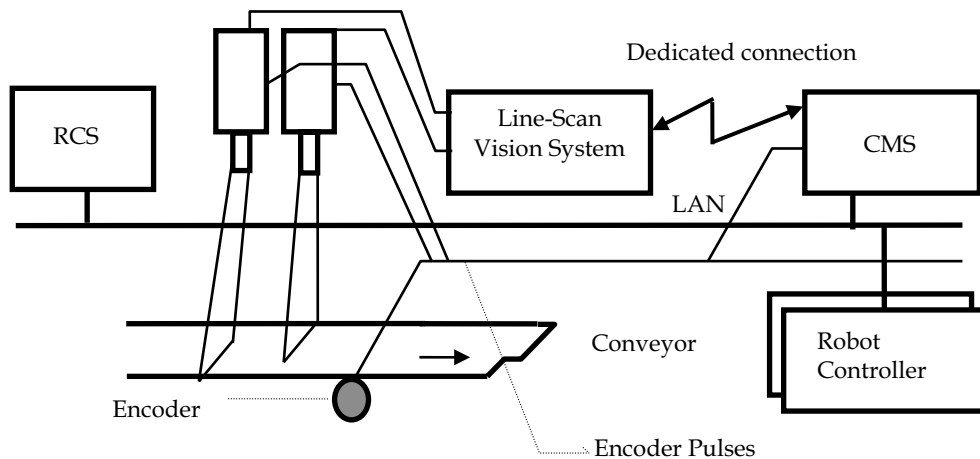 Dedicated connection
RCS
Line-Scan
Vision System
CMS
LAN
Conveyor
Robot
Controller
Encoder
Encoder Pulses